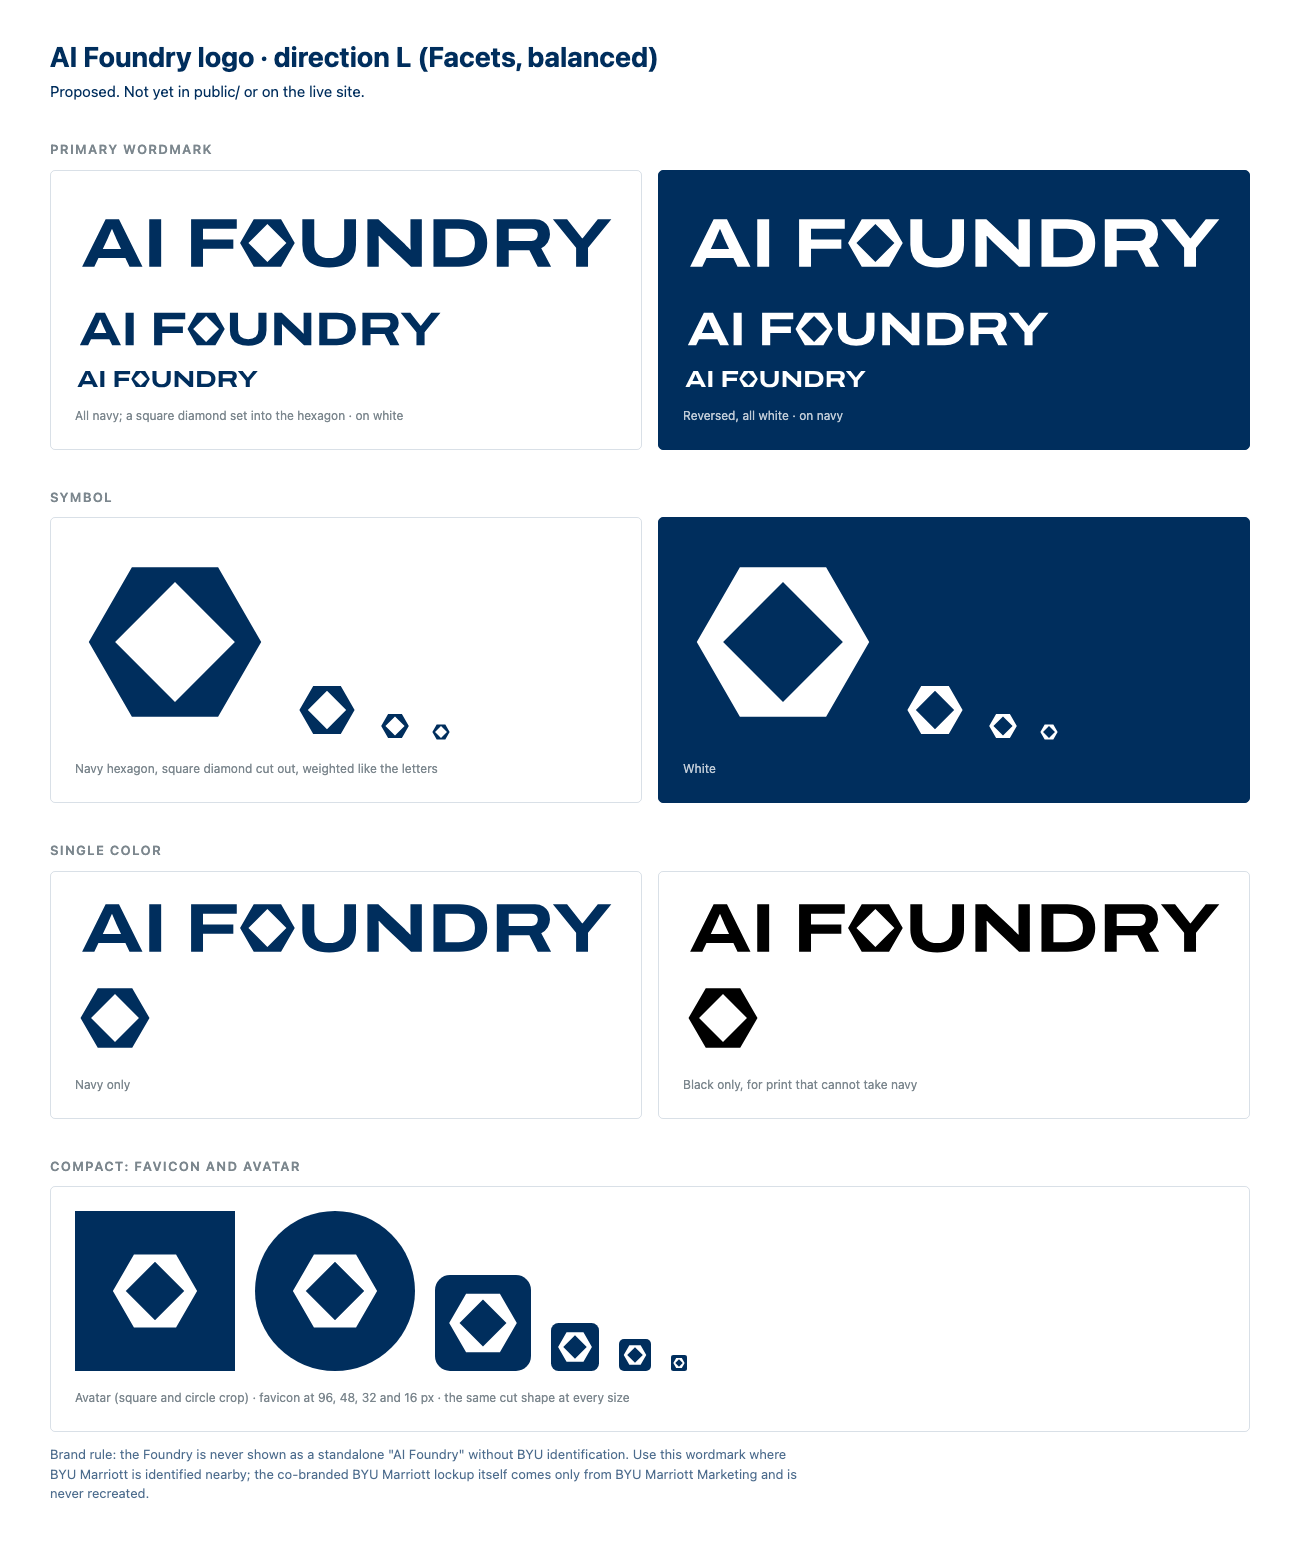 AI Foundry logo · direction L (Facets, balanced)
Proposed. Not yet in public/ or on the live site.
PRIMARY WORDMARK
AI FOUNDRY
AI FOUNDRY
AI FOUNDRY
All navy; a square diamond set into the hexagon · on white
AI FOUNDRY
AI FOUNDRY
AI FOUNDRY
Reversed, all white · on navy
SYMBOL
Navy hexagon, square diamond cut out, weighted like the letters
White
SINGLE COLOR
AI FOUNDRY
Navy only
AI FOUNDRY
Black only, for print that cannot take navy
COMPACT: FAVICON AND AVATAR
Avatar (square and circle crop) · favicon at 96, 48, 32 and 16 px · the same cut shape at every size
Brand rule: the Foundry is never shown as a standalone "AI Foundry" without BYU identification. Use this wordmark where
BYU Marriott is identified nearby; the co-branded BYU Marriott lockup itself comes only from BYU Marriott Marketing and is
never recreated.